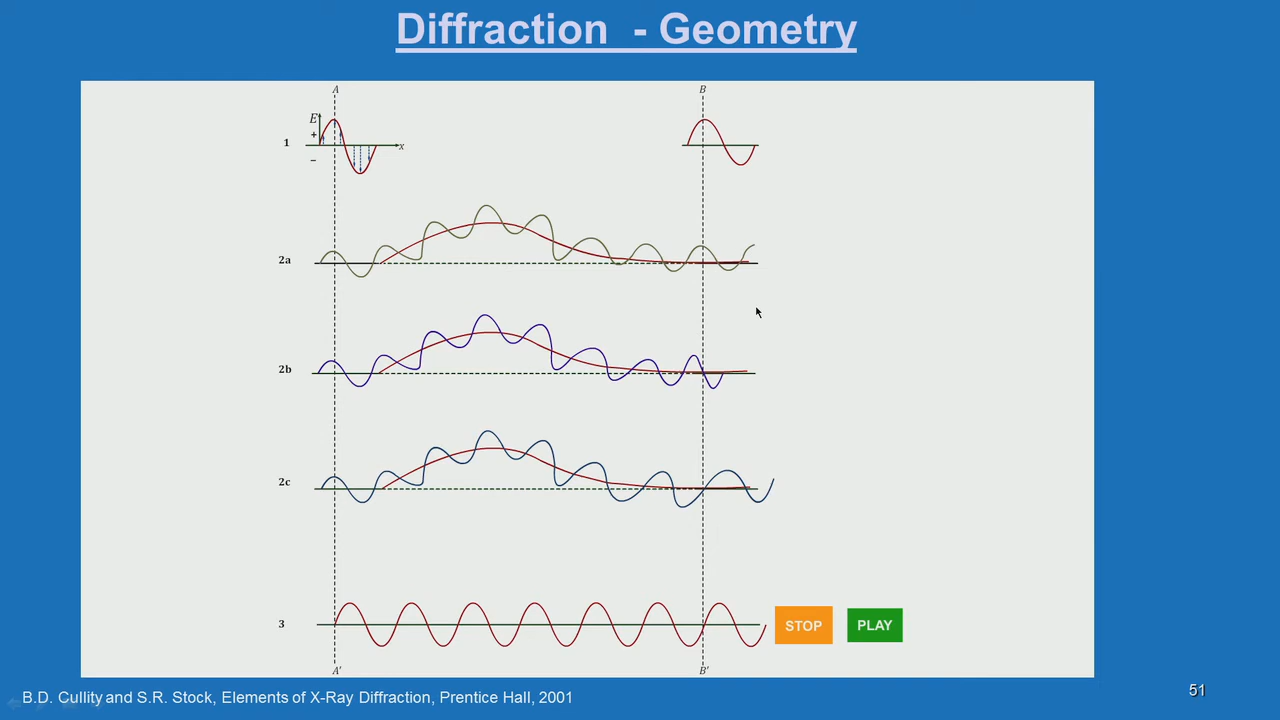 Diffraction - Geometry
A
B
E
+
1
x
−
2a
2b
2c
3
STOP
PLAY
A'
B'
B.D. Cullity and S.R. Stock, Elements of X-Ray Diffraction, Prentice Hall, 2001
51